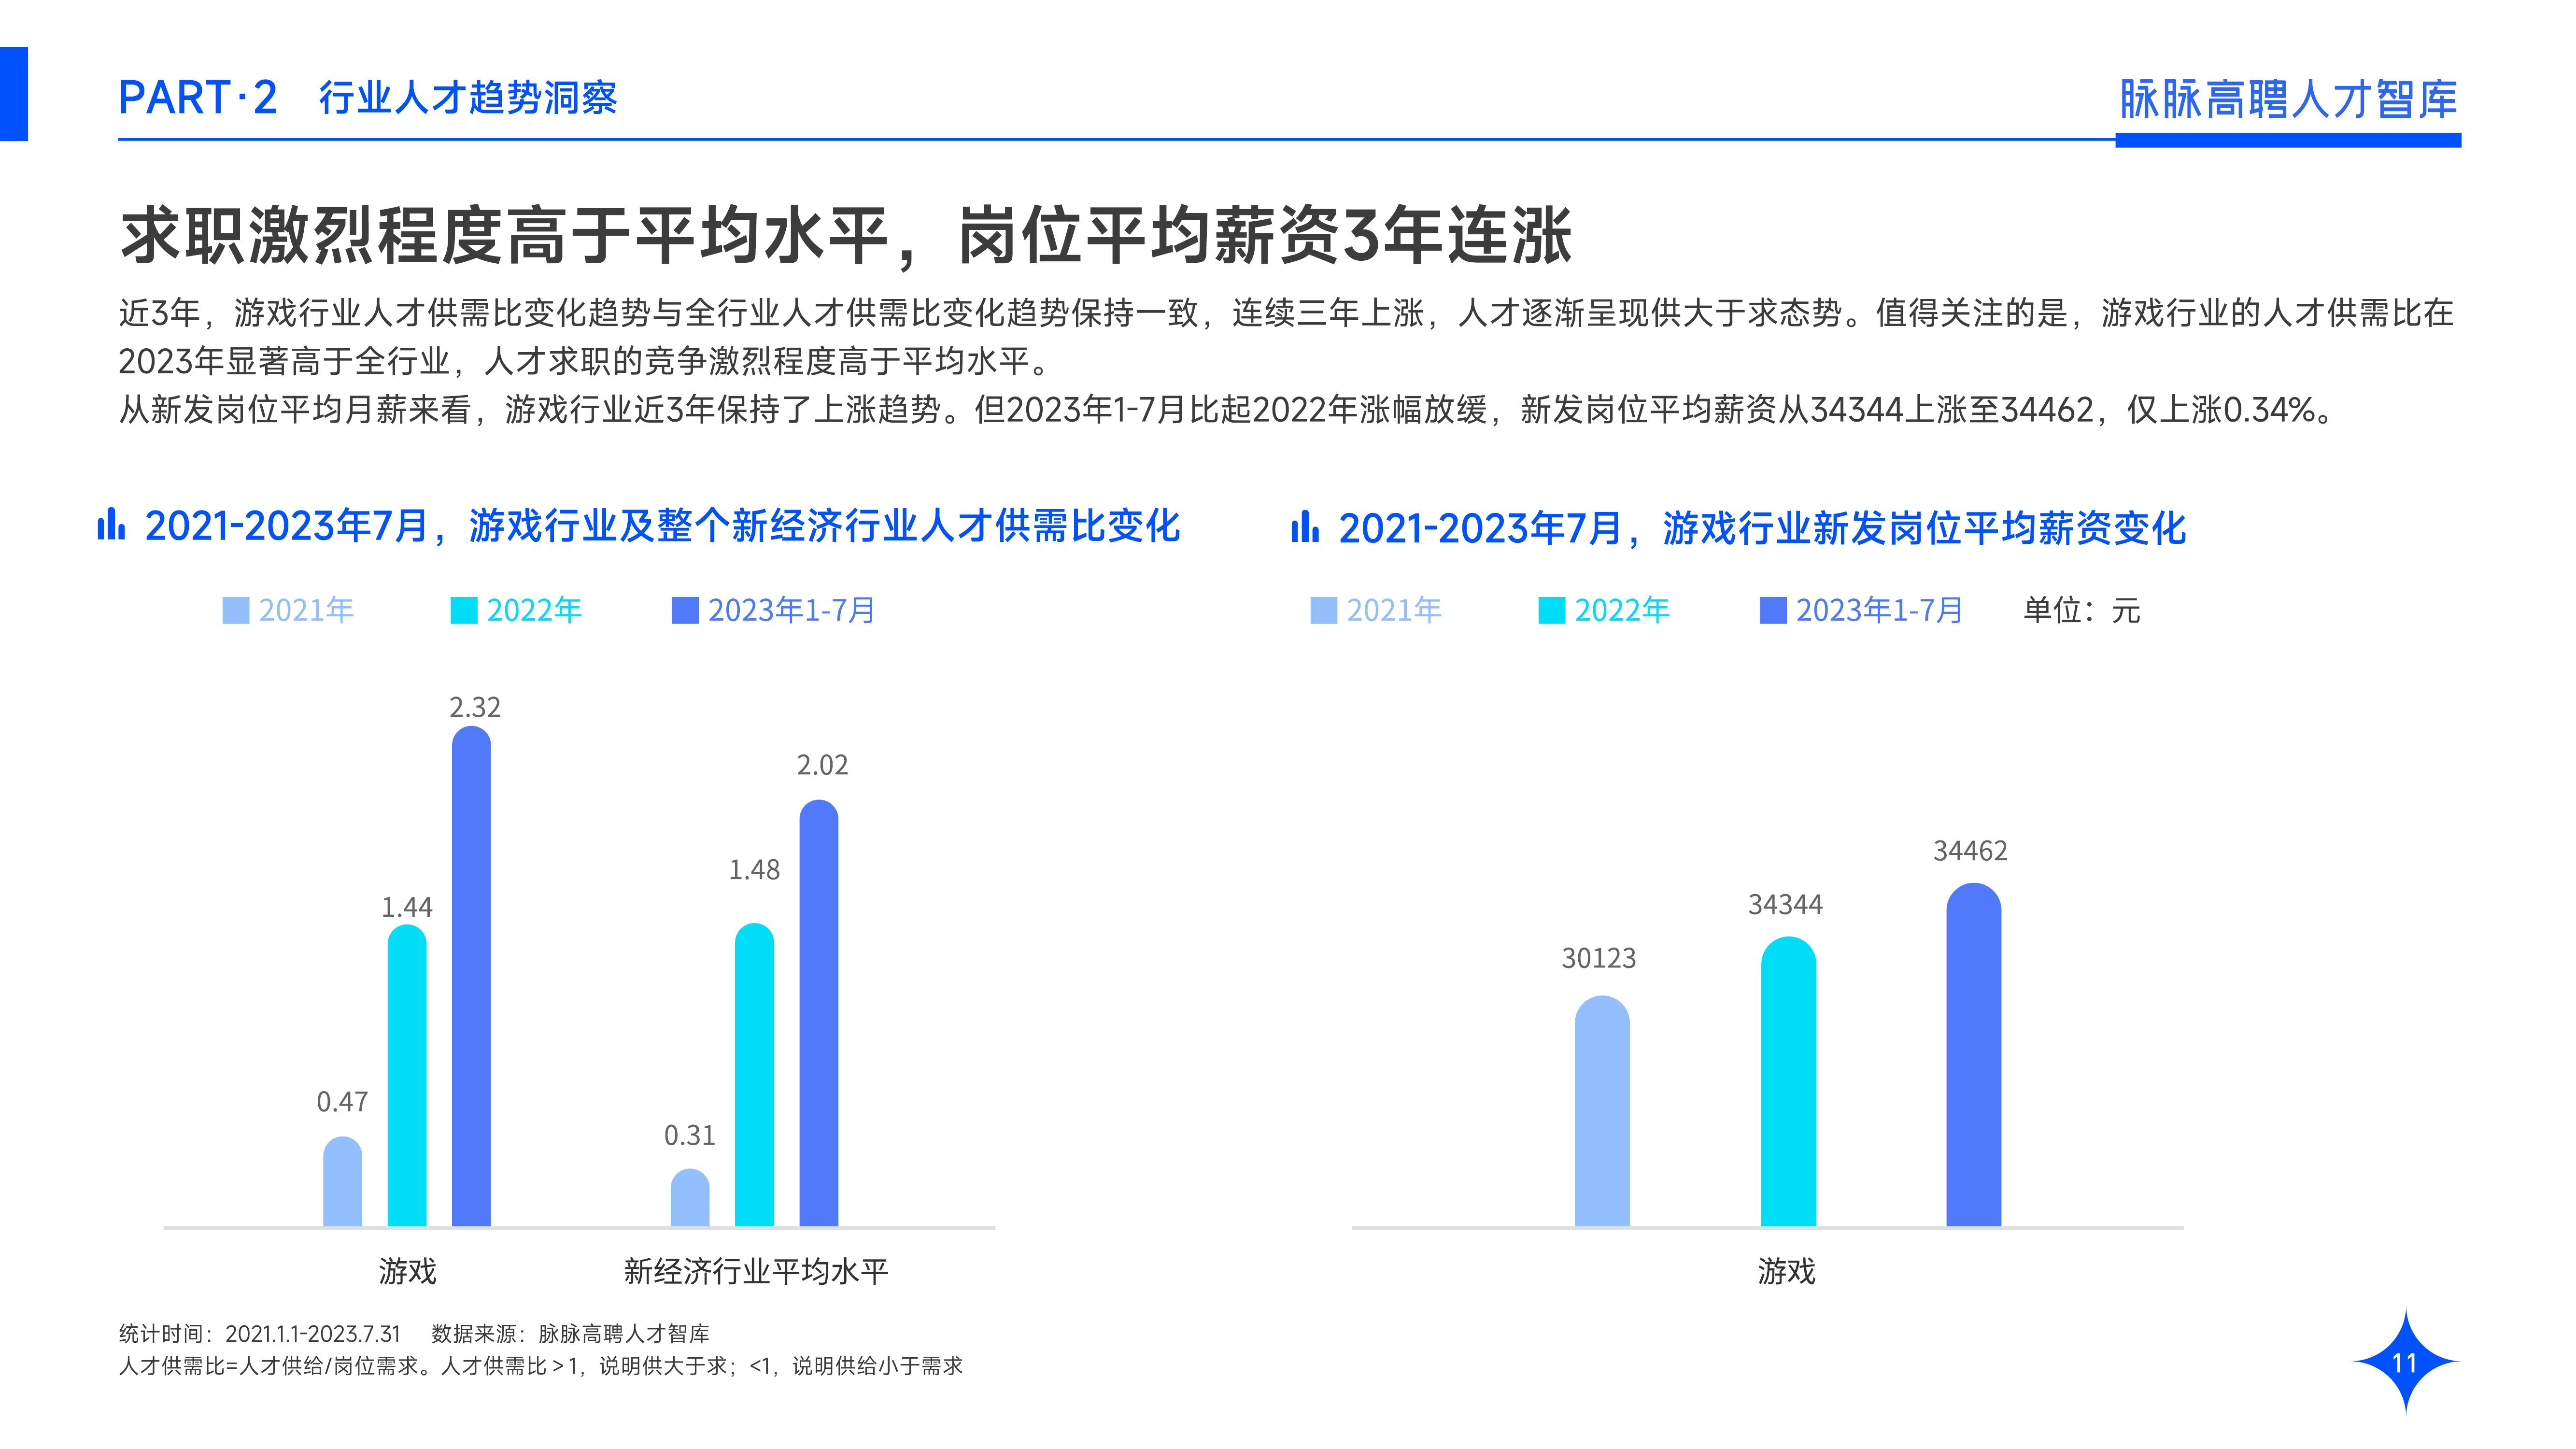 PART·2 行业人才趋势洞察
脉脉高聘人才智库
求职激烈程度高于平均水平，岗位平均薪资3年连涨
近3年，游戏行业人才供需比变化趋势与全行业人才供需比变化趋势保持一致，连续三年上涨，人才逐渐呈现供大于求态势。值得关注的是，游戏行业的人才供需比在
2023年显著高于全行业，人才求职的竞争激烈程度高于平均水平。
从新发岗位平均月薪来看，游戏行业近3年保持了上涨趋势。但2023年1-7月比起2022年涨幅放缓，新发岗位平均薪资从34344上涨至34462，仅上涨0.34%。
2021-2023年7月，游戏行业及整个新经济行业人才供需比变化
2021年 2022年 2023年1-7月
2.32
2.02
1.48
1.44
0.47
0.31
游戏 新经济行业平均水平
2021-2023年7月，游戏行业新发岗位平均薪资变化
2021年 2022年 2023年1-7月 单位：元
34462
34344
30123
游戏
统计时间：2021.1.1-2023.7.31 数据来源：脉脉高聘人才智库
人才供需比=人才供给/岗位需求。人才供需比＞1，说明供大于求；<1，说明供给小于需求
11